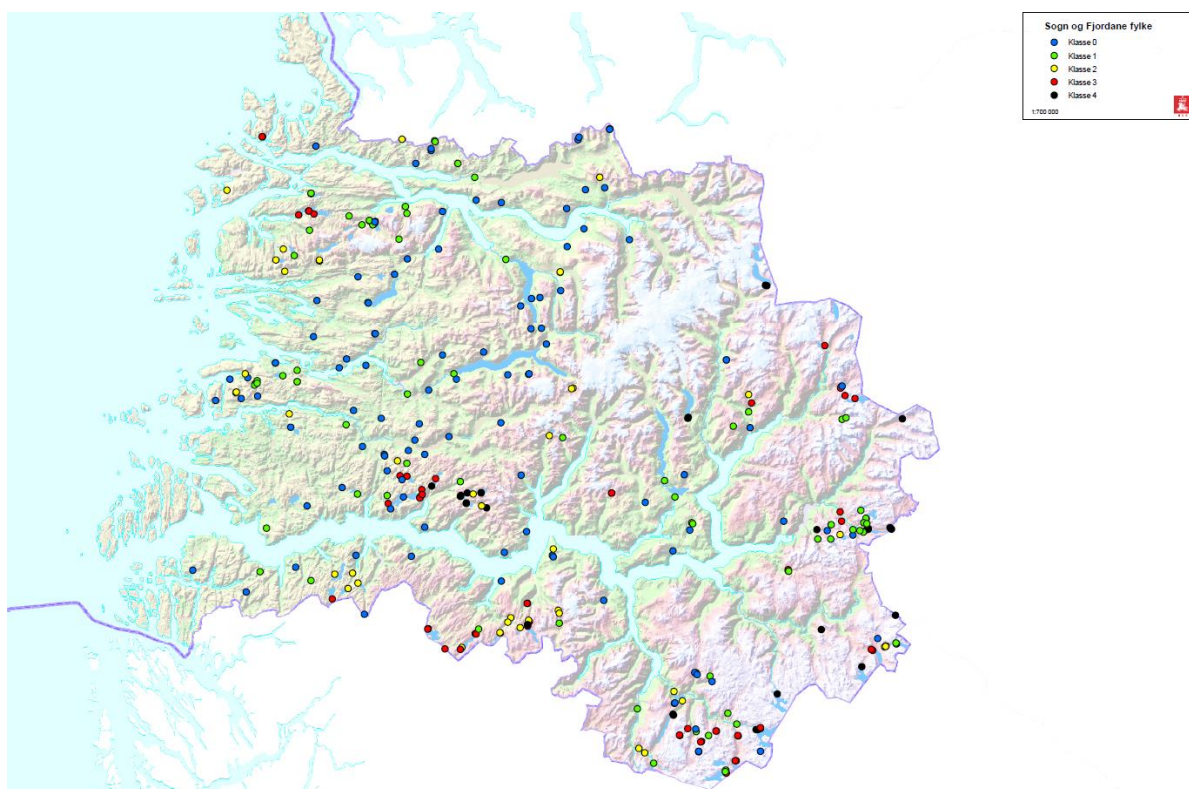 Sogn og Fjordane fylke
Klasse 0
Klasse 1
Klasse 2
Klasse 3
Klasse 4
1:700 000